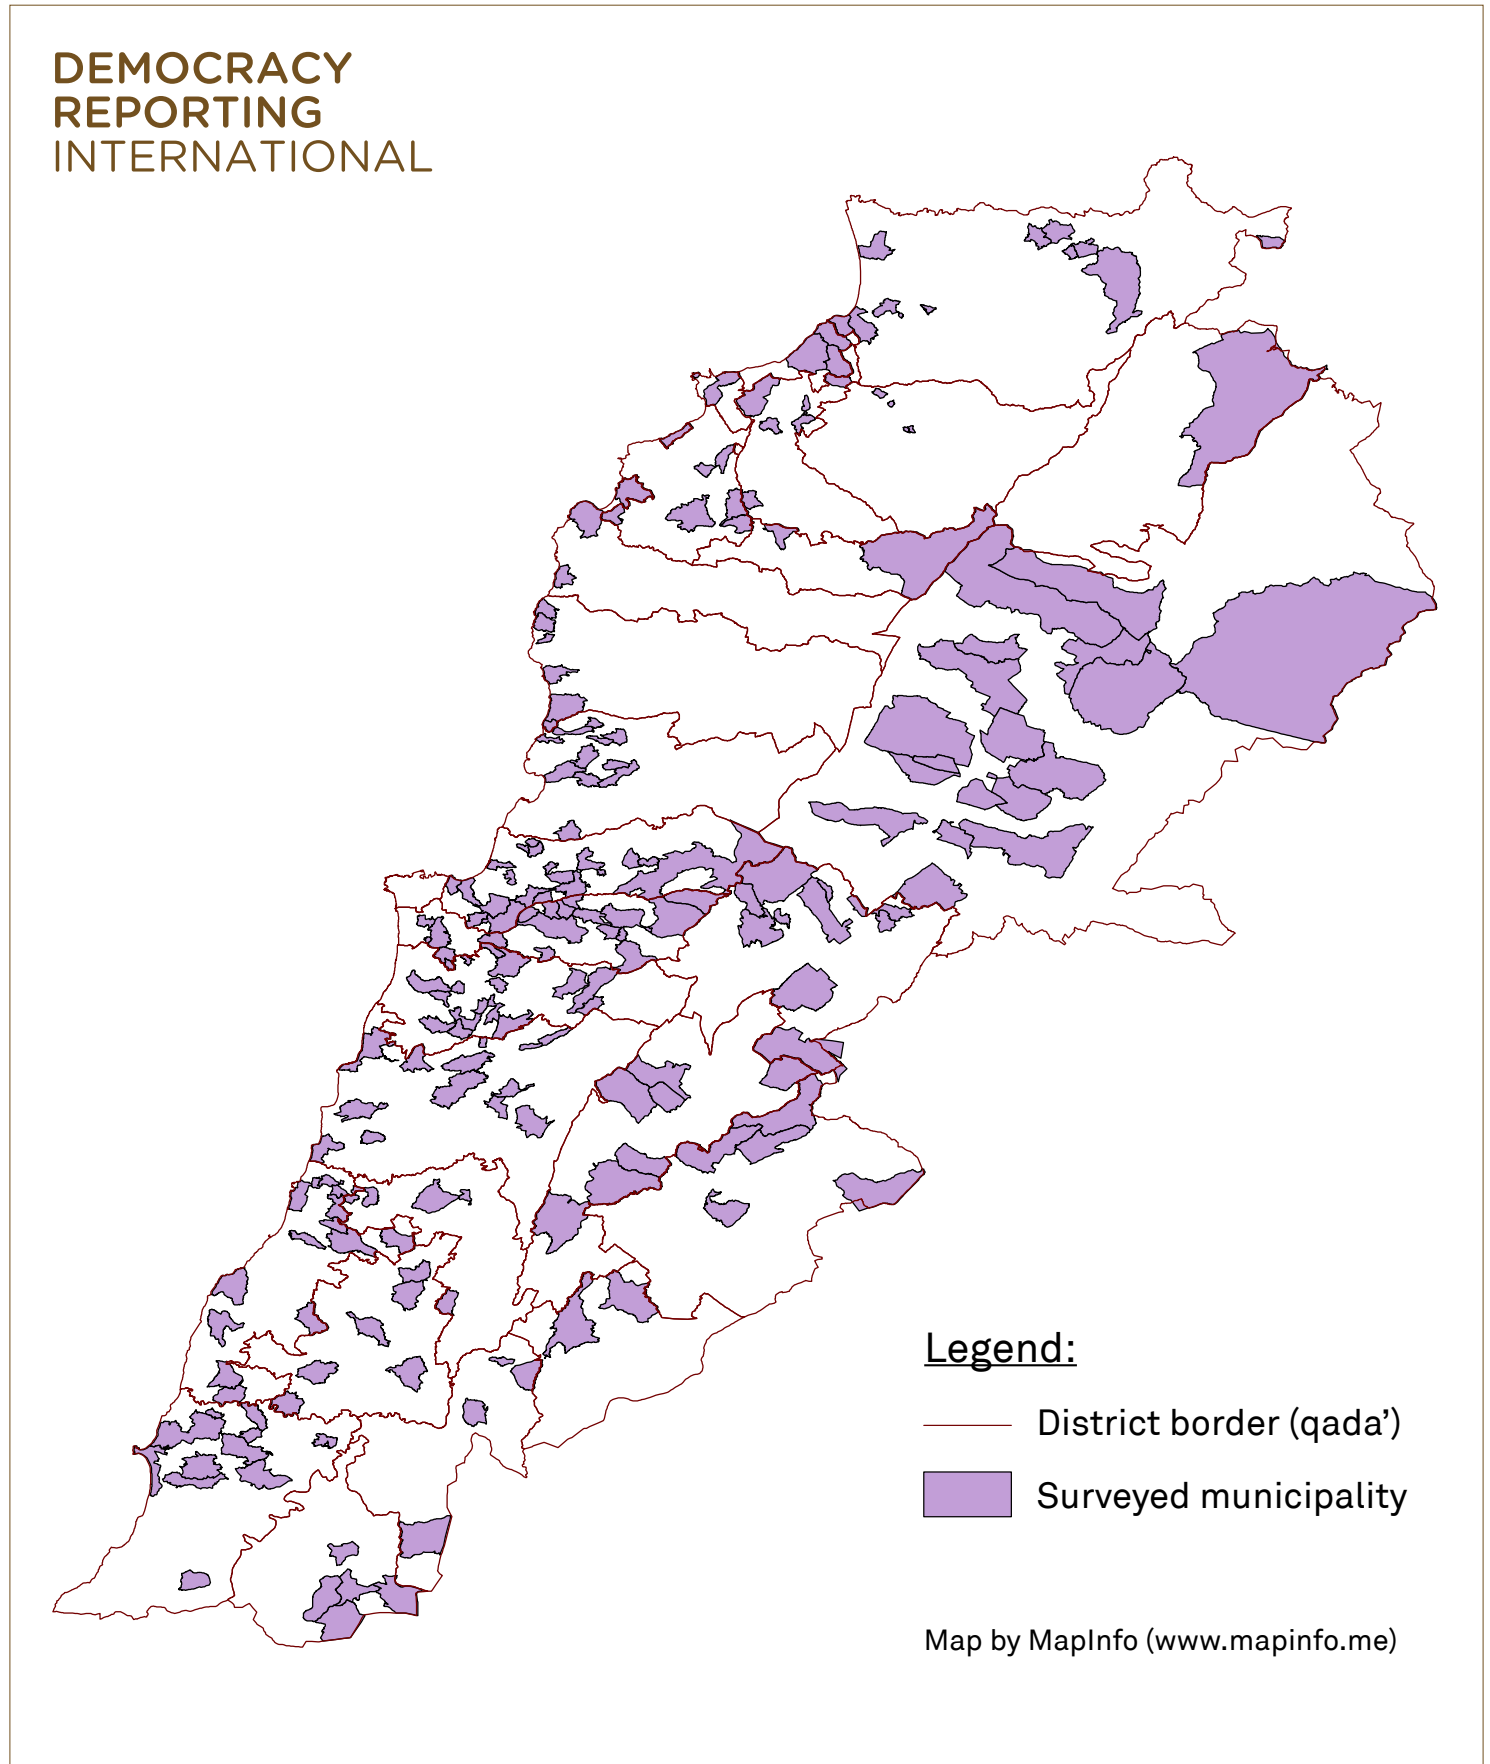 DEMOCRACY
REPORTING
INTERNATIONAL
Legend:
District border (qada’)
Surveyed municipality
Map by MapInfo (www.mapinfo.me)